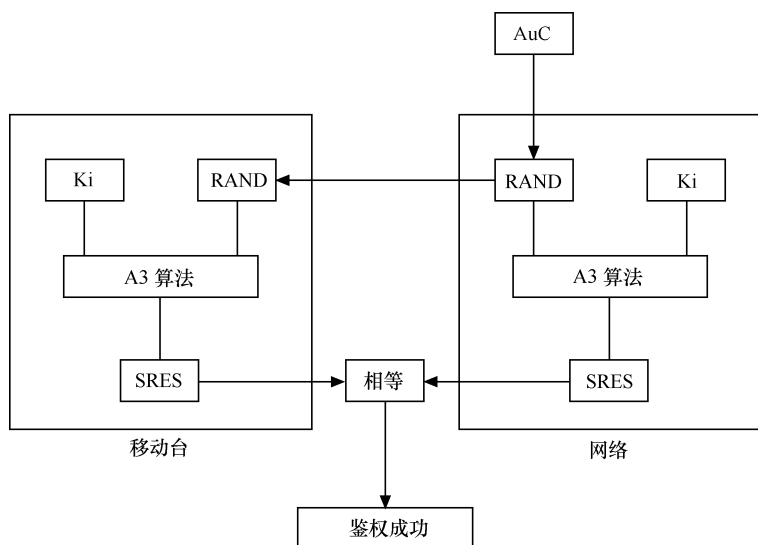 AuC
Ki
RAND
RAND
Ki
A3 算法
A3 算法
SRES
相等
SRES
移动台
网络
鉴权成功